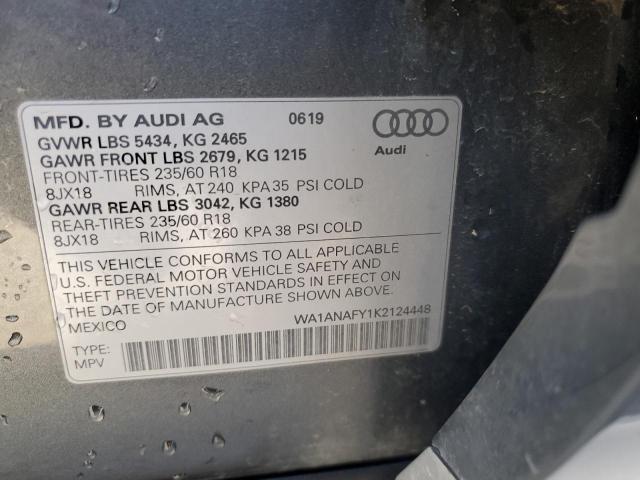 MFD. BY AUDI AG 0619
GVWR LBS 5434, KG 2465
GAWR FRONT LBS 2679, KG 1215
FRONT-TIRES 235/60 R18
8JX18 RIMS, AT 240 KPA 35 PSI COLD
GAWR REAR LBS 3042, KG 1380
REAR-TIRES 235/60 R18
8JX18 RIMS, AT 260 KPA 38 PSI COLD
Audi
THIS VEHICLE CONFORMS TO ALL APPLICABLE
U.S. FEDERAL MOTOR VEHICLE SAFETY AND
THEFT PREVENTION STANDARDS IN EFFECT ON
THE DATE OF MANUFACTURE SHOWN ABOVE.
MEXICO WA1ANAFY1K2124448
TYPE:
MPV